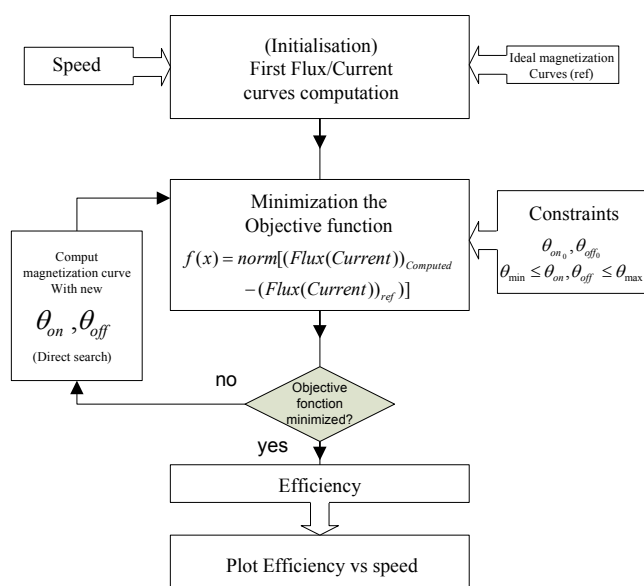 Speed
(Initialisation)
First Flux/Current
curves computation
Ideal magnetization
Curves (ref)
Minimization the
Objective function
f(x) = norm[(Flux(Current))Computed
−(Flux(Current))ref)]
Constraints
θon0, θoff0
θmin ≤ θon, θoff ≤ θmax
Comput
magnetization curve
With new
θon , θoff
(Direct search)
no
Objective
fonction
minimized?
yes
Efficiency
Plot Efficiency vs speed